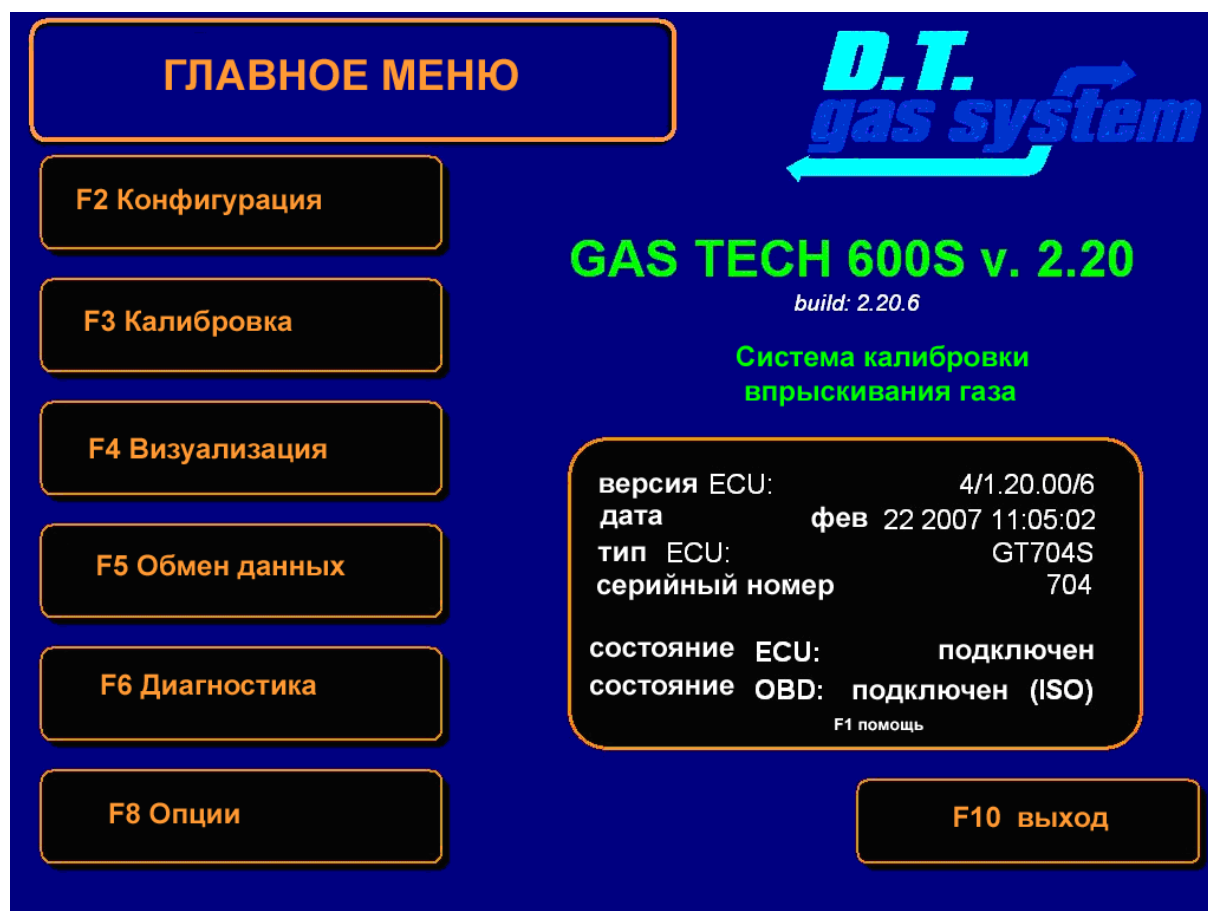 ГЛАВНОЕ МЕНЮ
D.T.
gas system
F2 Конфигурация
F3 Калибровка
F4 Визуализация
F5 Обмен данных
F6 Диагностика
F8 Опции
GAS TECH 600S v. 2.20
build: 2.20.6
Система калибровки
впрыскивания газа
версия ECU: 4/1.20.00/6
дата фев 22 2007 11:05:02
тип ECU: GT704S
серийный номер 704
состояние ECU: подключен
состояние OBD: подключен (ISO)
F1 помощь
F10 выход